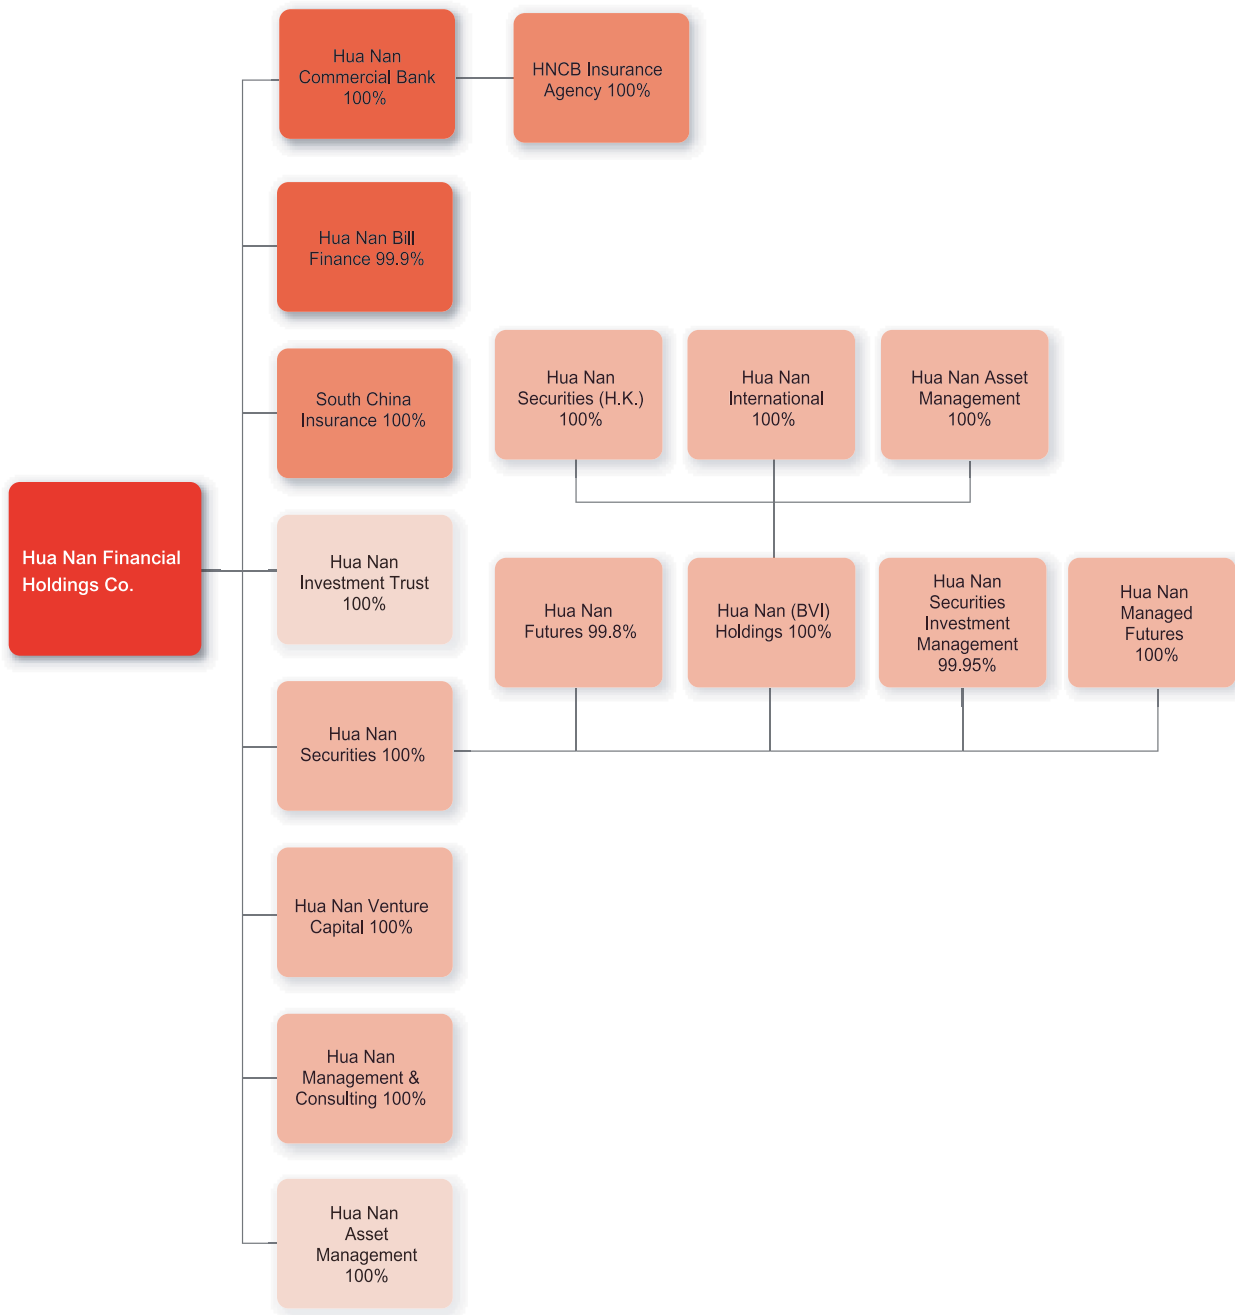 Hua Nan
Commercial Bank
100%
HNCB Insurance
Agency 100%
Hua Nan Bill
Finance 99.9%
South China
Insurance 100%
Hua Nan
Securities (H.K.)
100%
Hua Nan
International
100%
Hua Nan Asset
Management
100%
Hua Nan Financial
Holdings Co.
Hua Nan
Investment Trust
100%
Hua Nan
Futures 99.8%
Hua Nan (BVI)
Holdings 100%
Hua Nan
Securities
Investment
Management
99.95%
Hua Nan
Managed
Futures
100%
Hua Nan
Securities 100%
Hua Nan Venture
Capital 100%
Hua Nan
Management &
Consulting 100%
Hua Nan
Asset
Management
100%